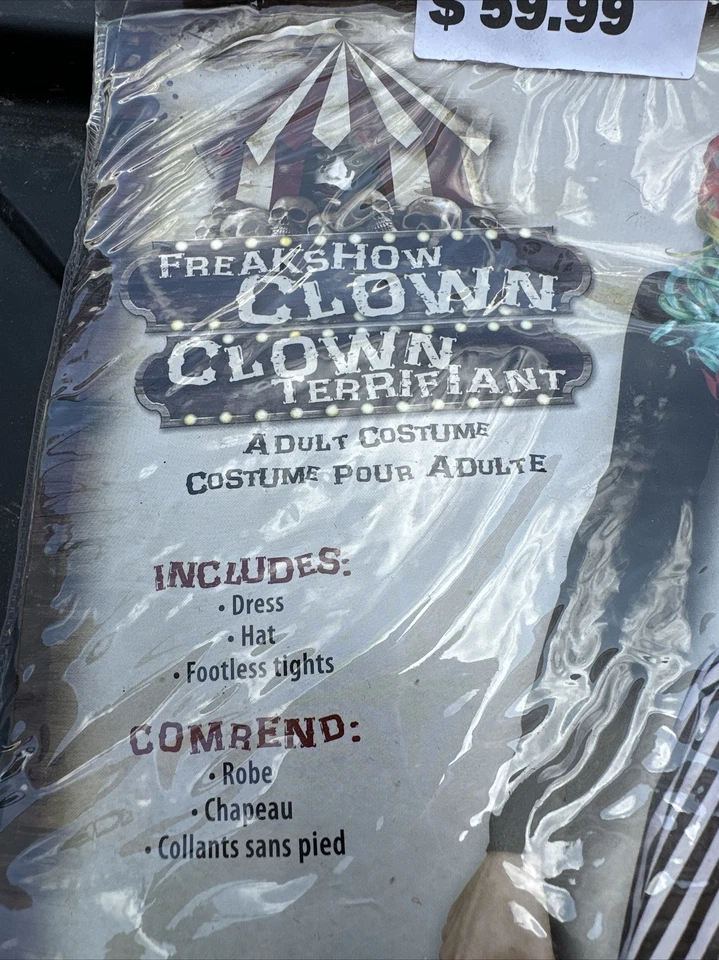 $ 59.99
FREAKSHOW
CLOWN
CLOWN
TERRIFIANT
ADULT COSTUME
COSTUME POUR ADULTE
INCLUDES:
• Dress
• Hat
• Footless tights
COMREND:
• Robe
• Chapeau
• Collants sans pied